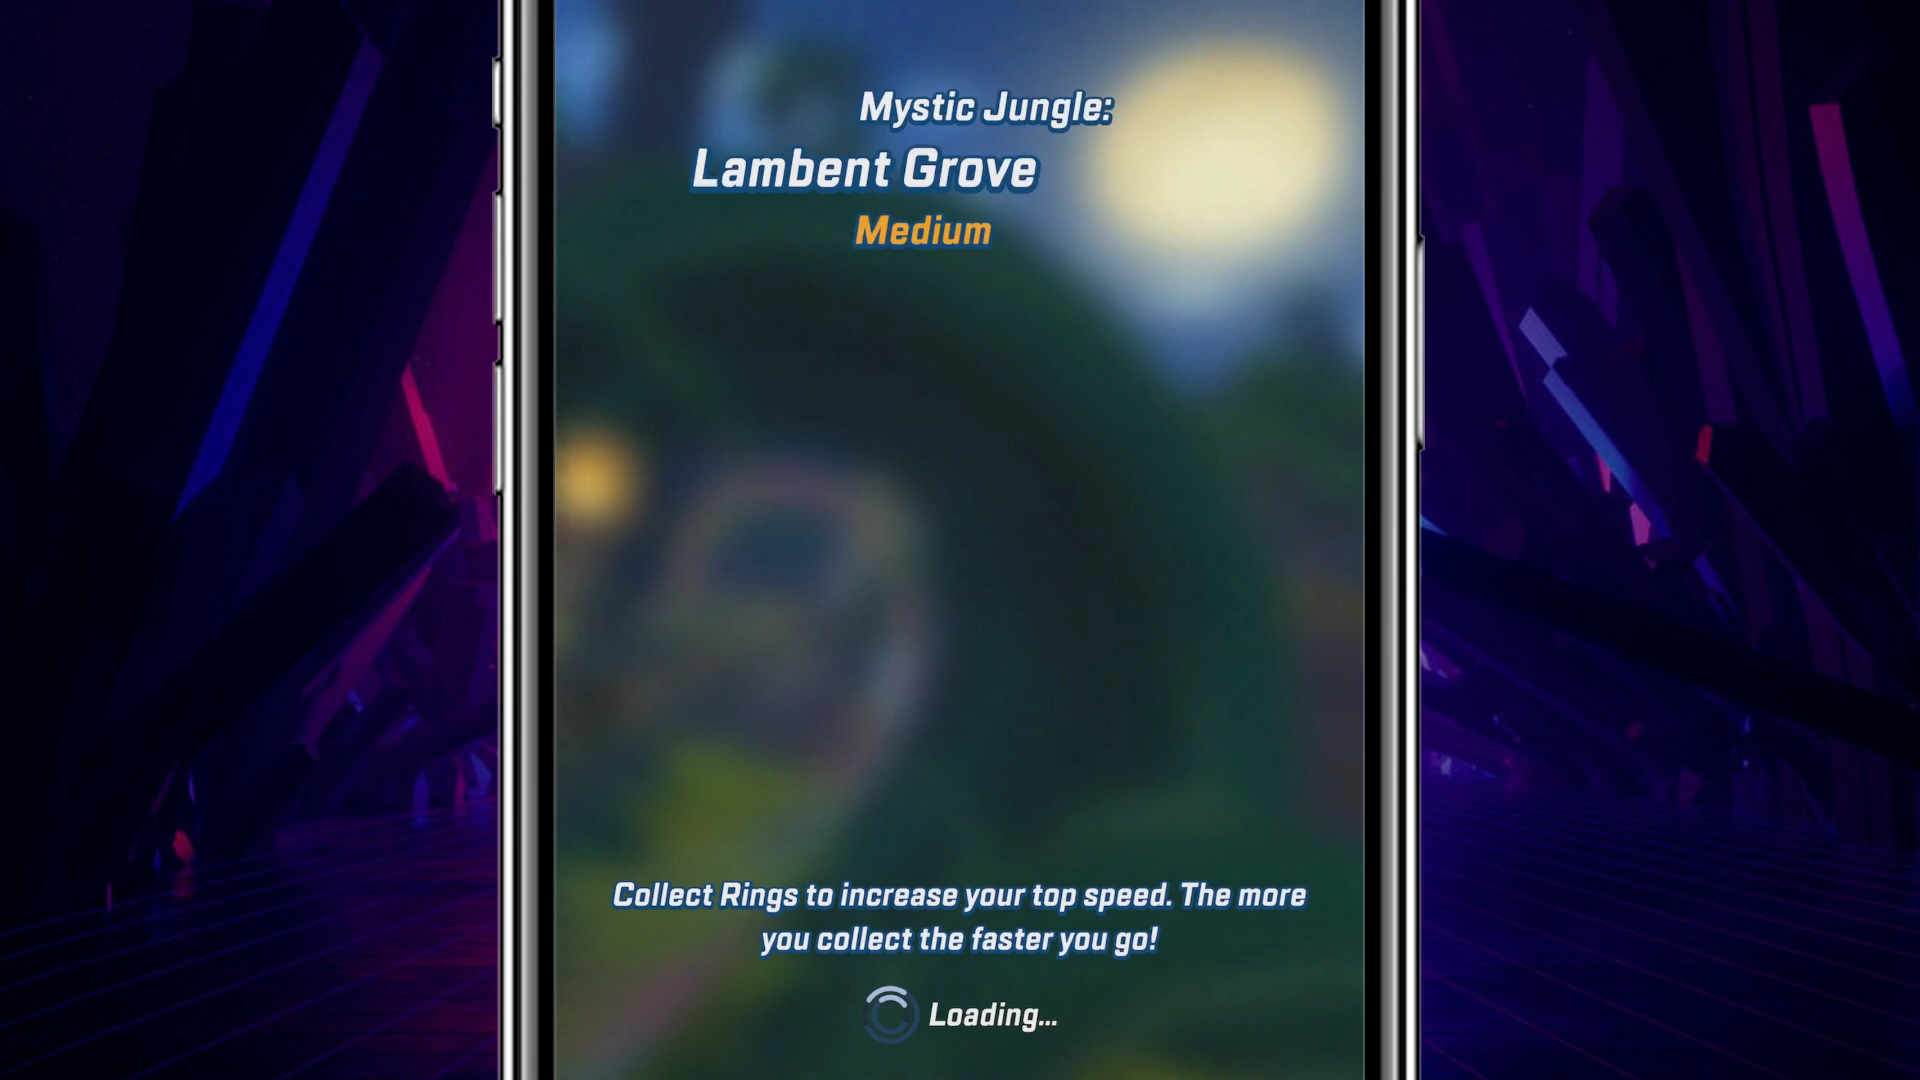 Mystic Jungle:
Lambent Grove
Medium
Collect Rings to increase your top speed. The more
you collect the faster you go!
Loading...